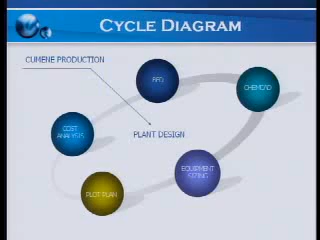 CYCLE DIAGRAM
CUMENE PRODUCTION
PFD
CHEMCAD
COST
ANALYSIS
PLANT DESIGN
EQUIPMENT
SIZING
PLOT PLAN